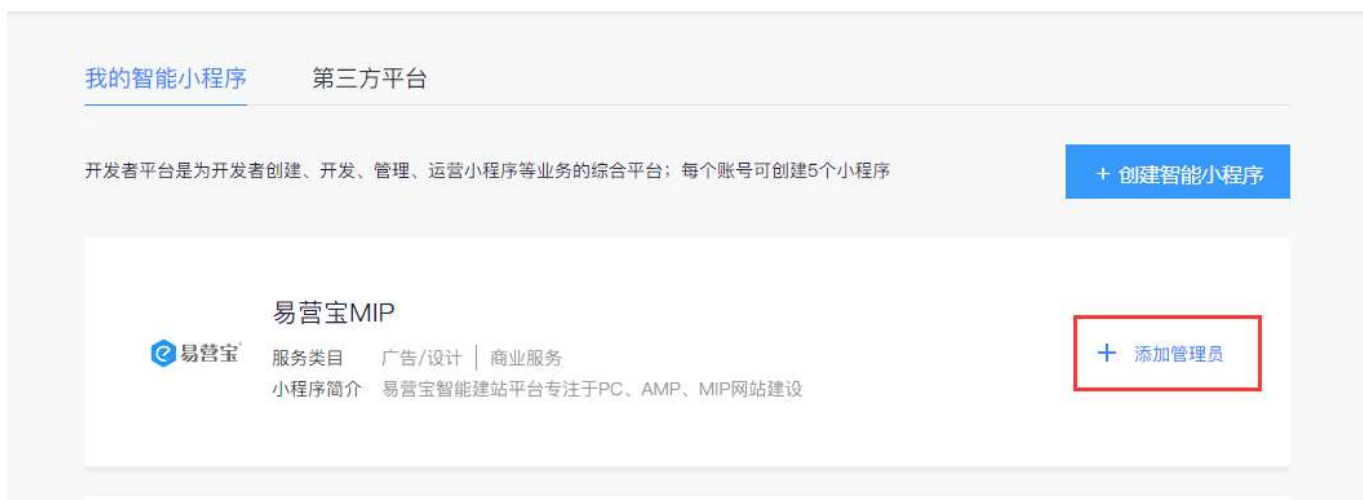 我的智能小程序 第三方平台
开发者平台是为开发者创建、开发、管理、运营小程序等业务的综合平台；每个账号可创建5个小程序
+ 创建智能小程序
易营宝MIP
易营宝
服务类目 广告/设计 | 商业服务
+ 添加管理员
小程序简介 易营宝智能建站平台专注于PC、AMP、MIP网站建设